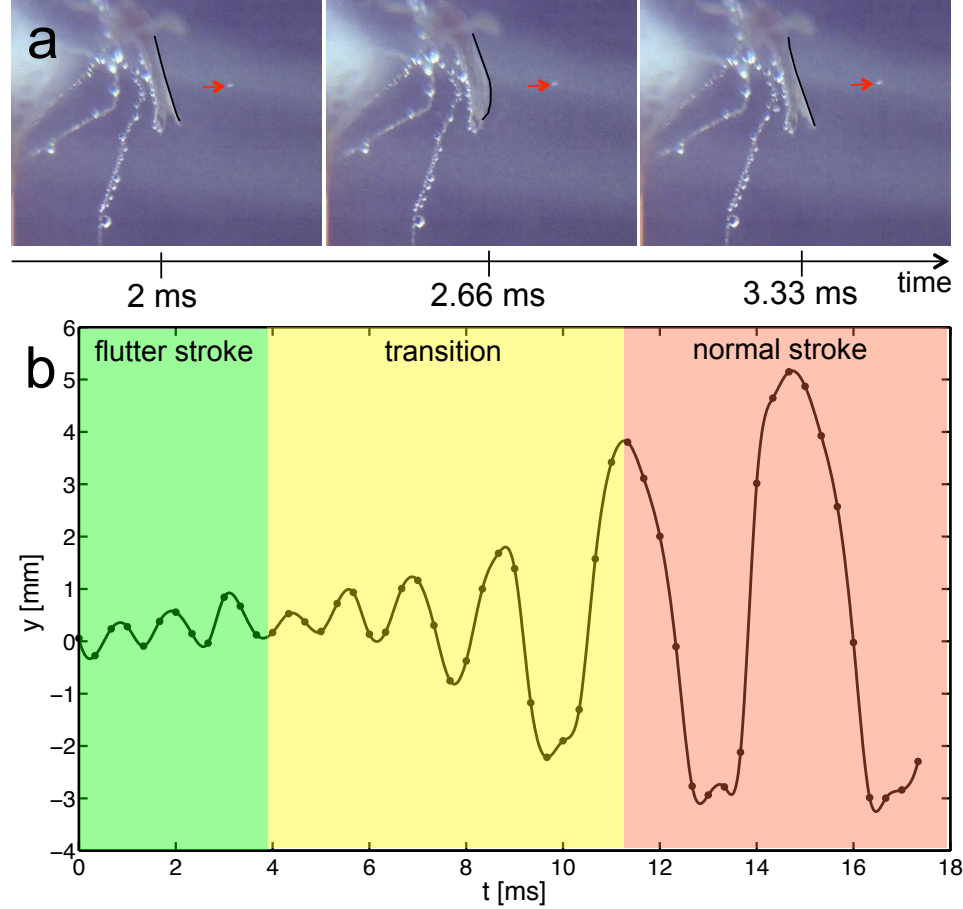 a
2 ms
2.66 ms
3.33 ms
time
b
flutter stroke
transition
normal stroke
6
5
4
3
2
1
0
−1
−2
−3
−4
y [mm]
0 2 4 6 8 10 12 14 16 18
t [ms]